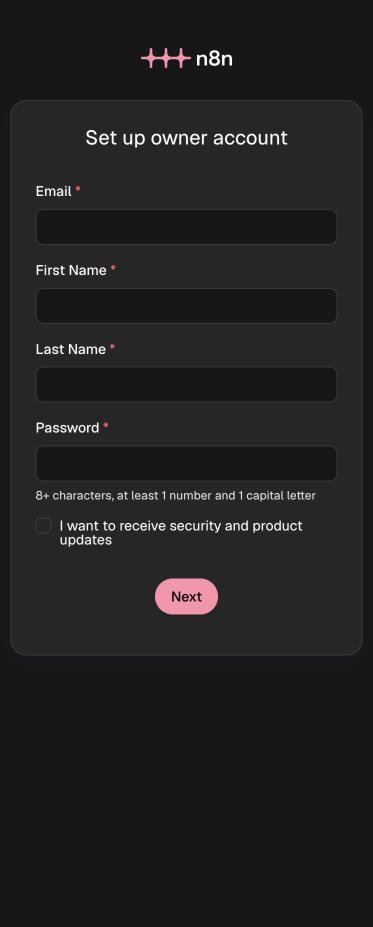 n8n
Set up owner account
Email *
First Name *
Last Name *
Password *
8+ characters, at least 1 number and 1 capital letter
I want to receive security and product
updates
Next